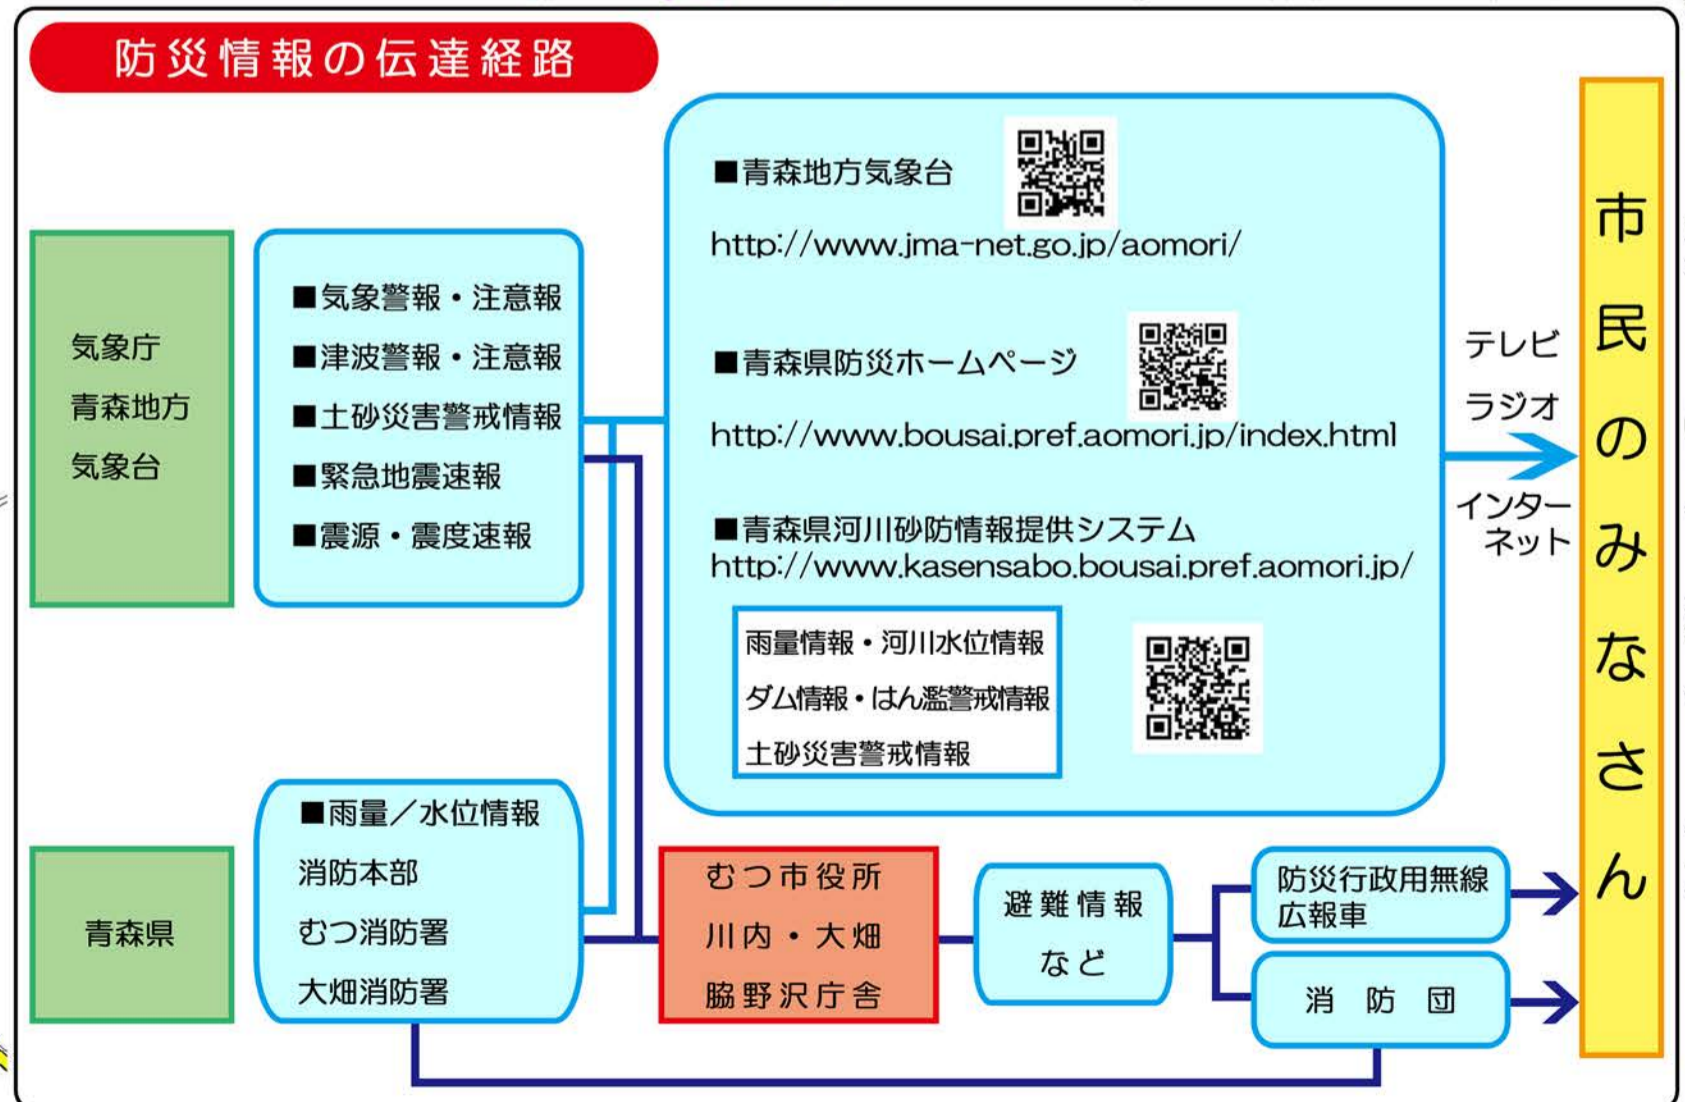 防災情報の伝達経路
気象庁
青森地方
気象台
■気象警報・注意報
■津波警報・注意報
■土砂災害警戒情報
■緊急地震速報
■震源・震度速報
■青森地方気象台
http://www.jma-net.go.jp/aomori/
■青森県防災ホームページ
http://www.bousai.pref.aomori.jp/index.html
■青森県河川砂防情報提供システム
http://www.kasensabo.bousai.pref.aomori.jp/
雨量情報・河川水位情報
ダム情報・はん濫警戒情報
土砂災害警戒情報
テレビ
ラジオ
インター
ネット
市民のみなさん
青森県
■雨量／水位情報
消防本部
むつ消防署
大畑消防署
むつ市役所
川内・大畑
脇野沢庁舎
避難情報
など
防災行政用無線
広報車
消防団